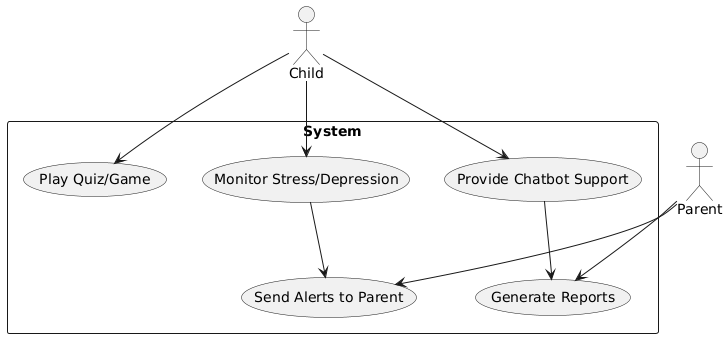 Child
System
Play Quiz/Game
Monitor Stress/Depression
Provide Chatbot Support
Parent
Send Alerts to Parent
Generate Reports